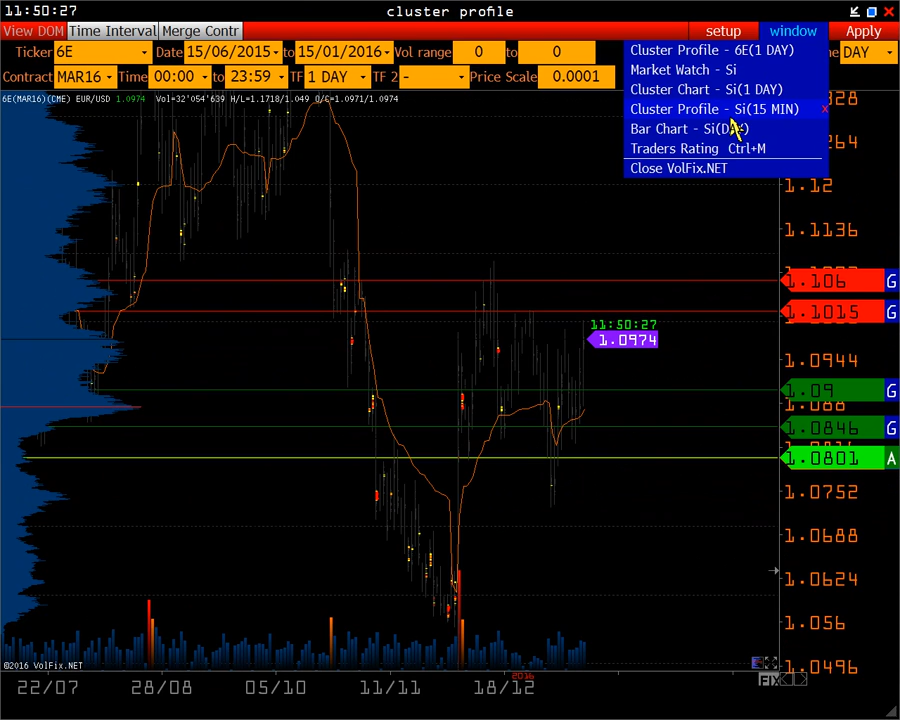 11:50:27 cluster profile
View DOM Time Interval Merge Contr setup window Apply
Ticker 6E Date 15/06/2015 to 15/01/2016 Vol range 0 to 0 DAY
Contract MAR16 Time 00:00 to 23:59 TF 1 DAY TF 2 - Price Scale 0.0001
Cluster Profile - 6E(1 DAY)
Market Watch - Si
Cluster Chart - Si(1 DAY)
Cluster Profile - Si(15 MIN) x
Bar Chart - Si(DAY)
Traders Rating Ctrl+M
Close VolFix.NET
6E(MAR16)(CME) EUR/USD 1.0974 Vol=32'054'639 H/L=1.1718/1.049 O/C=1.0971/1.0974
1.12
1.1136
1.106 G
1.1015 G
11:50:27
1.0974
1.0944
1.09 G
1.088
1.0846 G
1.0801 A
1.0752
1.0688
1.0624
1.056
1.0496
©2016 VolFix.NET
FIX
2016
22/07 28/08 05/10 11/11 18/12